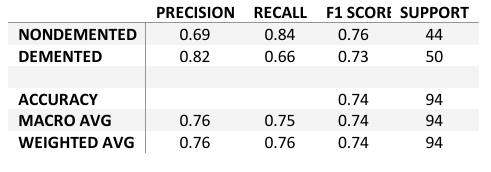 PRECISION RECALL F1 SCORE SUPPORT
NONDEMENTED 0.69 0.84 0.76 44
DEMENTED 0.82 0.66 0.73 50
ACCURACY 0.74 94
MACRO AVG 0.76 0.75 0.74 94
WEIGHTED AVG 0.76 0.76 0.74 94